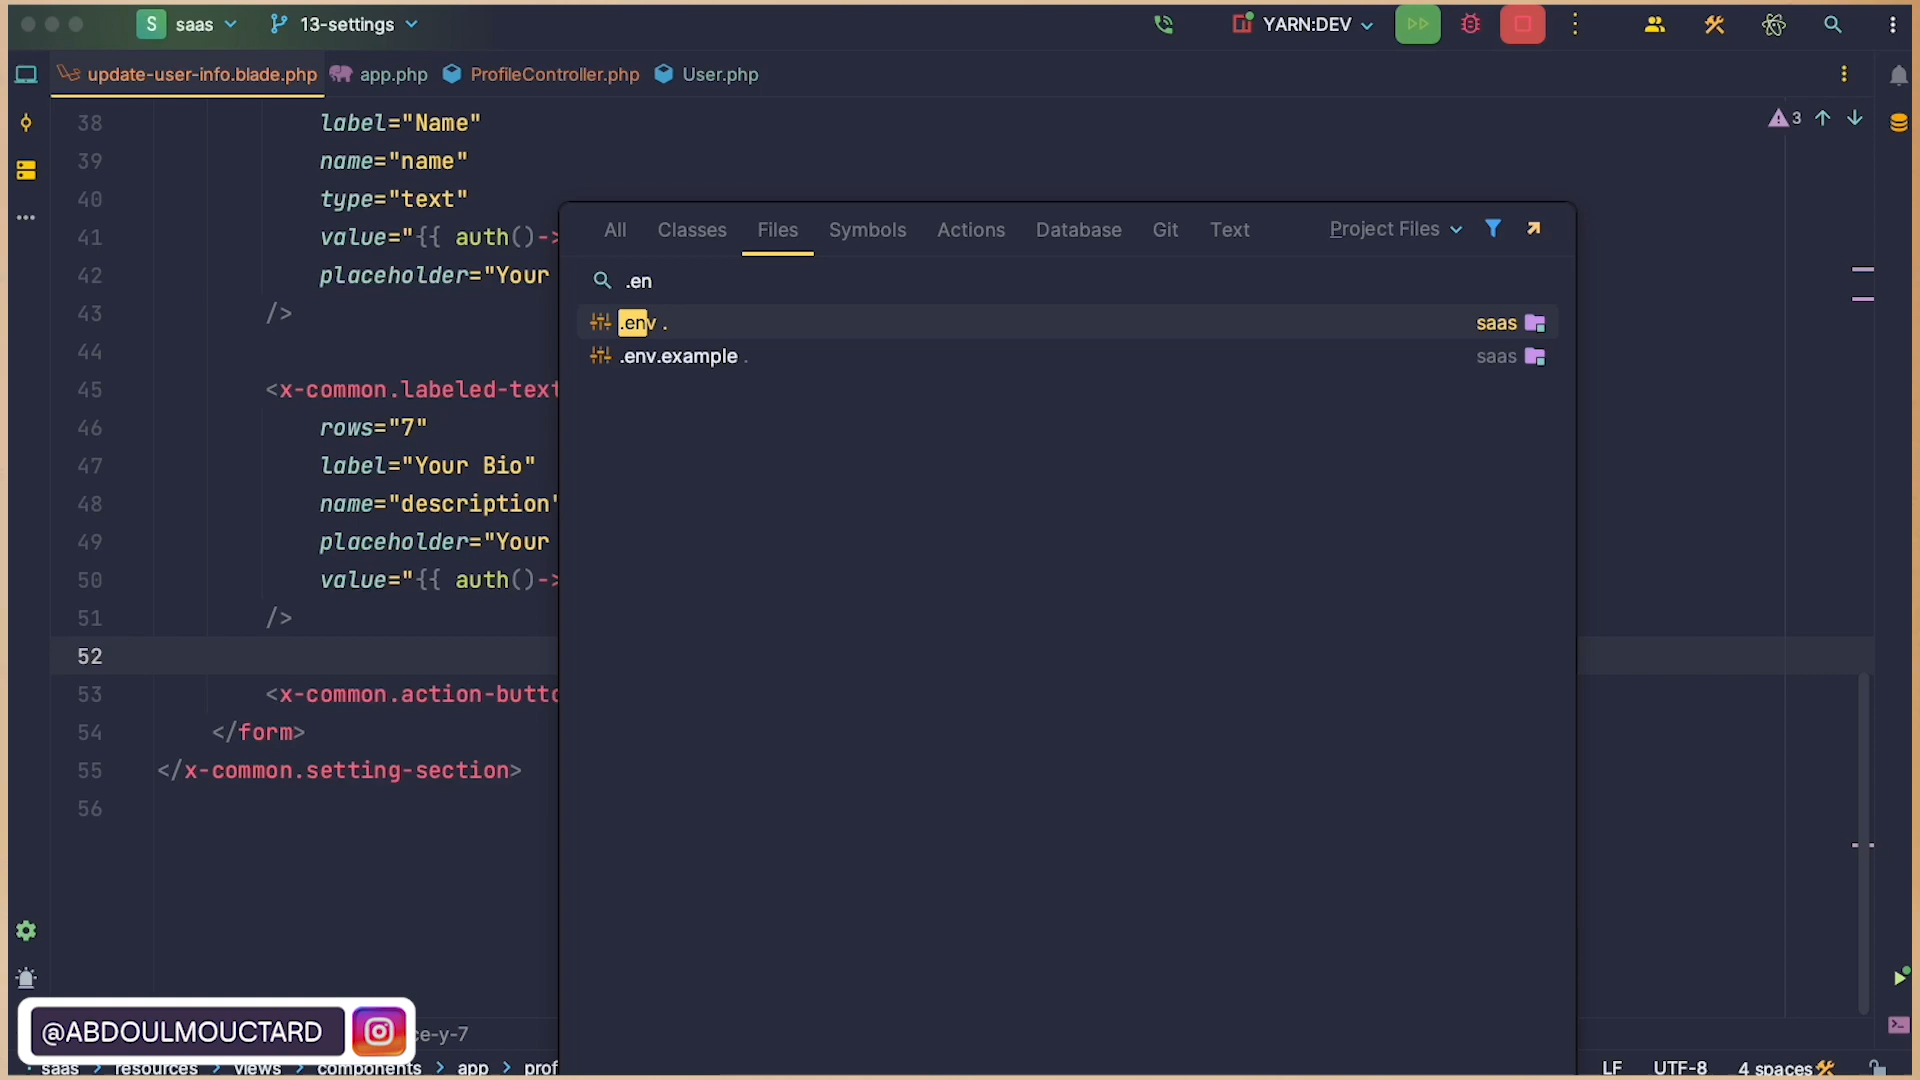 S saas 13-settings YARN:DEV
update-user-info.blade.php app.php ProfileController.php User.php
38 label="Name"
39 name="name"
40 type="text"
41 value="{{ auth()->
42 placeholder="Your
43 />
44
45 <x-common.labeled-text
46 rows="7"
47 label="Your Bio"
48 name="description"
49 placeholder="Your
50 value="{{ auth()->
51 />
52
53 <x-common.action-butto
54 </form>
55 </x-common.setting-section>
56
3
All Classes Files Symbols Actions Database Git Text Project Files
.en
.env . saas
.env.example . saas
@ABDOULMOUCTARD
ce-y-7
saas > resources > views > components > app > prof
LF UTF-8 4 spaces